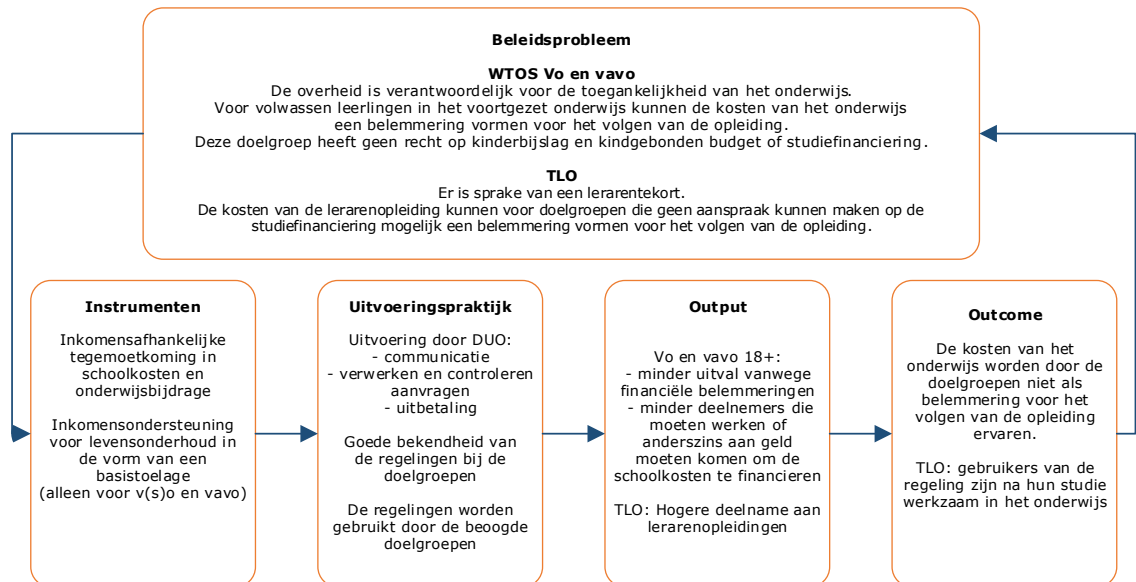 Beleidsprobleem
WTOS Vo en vavo
De overheid is verantwoordelijk voor de toegankelijkheid van het onderwijs.
Voor volwassen leerlingen in het voortgezet onderwijs kunnen de kosten van het onderwijs
een belemmering vormen voor het volgen van de opleiding.
Deze doelgroep heeft geen recht op kinderbijslag en kindgebonden budget of studiefinanciering.
TLO
Er is sprake van een lerarentekort.
De kosten van de lerarenopleiding kunnen voor doelgroepen die geen aanspraak kunnen maken op de
studiefinanciering mogelijk een belemmering vormen voor het volgen van de opleiding.
Instrumenten
Inkomensafhankelijke
tegemoetkoming in
schoolkosten en
onderwijsbijdrage
Inkomensondersteuning
voor levensonderhoud in
de vorm van een
basistoelage
(alleen voor v(s)o en vavo)
Uitvoeringspraktijk
Uitvoering door DUO:
- communicatie
- verwerken en controleren
aanvragen
- uitbetaling
Goede bekendheid van
de regelingen bij de
doelgroepen
De regelingen worden
gebruikt door de beoogde
doelgroepen
Output
Vo en vavo 18+:
- minder uitval vanwege
financiële belemmeringen
- minder deelnemers die
moeten werken of
anderszins aan geld
moeten komen om de
schoolkosten te financieren
TLO: Hogere deelname aan
lerarenopleidingen
Outcome
De kosten van het
onderwijs worden door de
doelgroepen niet als
belemmering voor het
volgen van de opleiding
ervaren.
TLO: gebruikers van de
regeling zijn na hun studie
werkzaam in het onderwijs